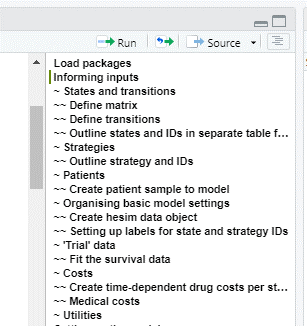 Run Source
Load packages
Informing inputs
~ States and transitions
~~ Define matrix
~~ Define transitions
~~ Outline states and IDs in separate table f...
~ Strategies
~~ Outline strategy and IDs
~ Patients
~~ Create patient sample to model
~ Organising basic model settings
~~ Create hesim data object
~~ Setting up labels for state and strategy IDs
~ 'Trial' data
~~ Fit the survival data
~ Costs
~~ Create time-dependent drug costs per st...
~~ Medical costs
~ Utilities